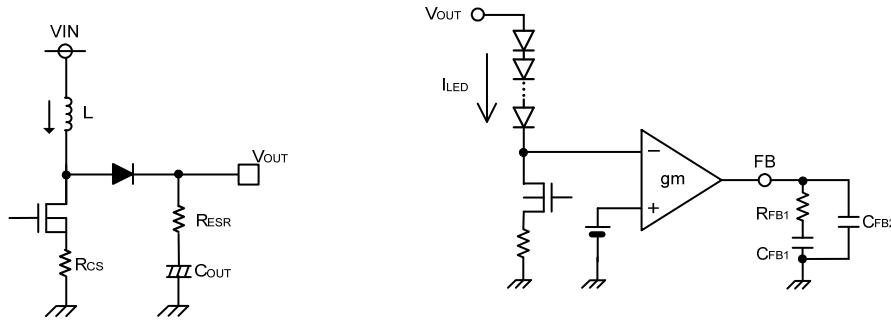 VIN
L
VOUT
RESR
RCS
COUT
VOUT
ILED
−
gm
+
FB
RFB1
CFB1
CFB2